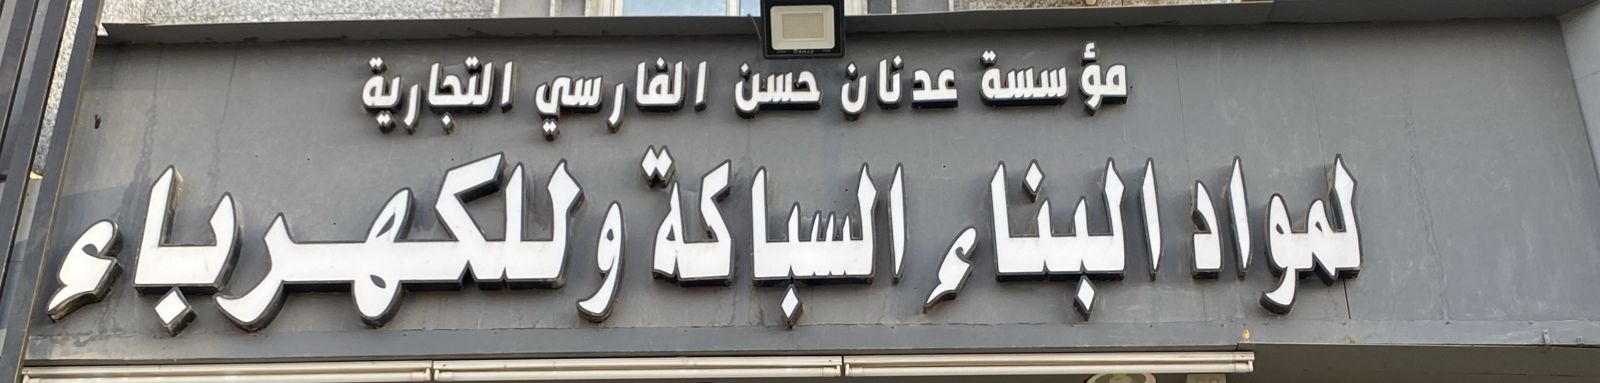 مؤسسة عدنان حسن الفارسي التجارية
لمواد البناء السباكة وللكهرباء